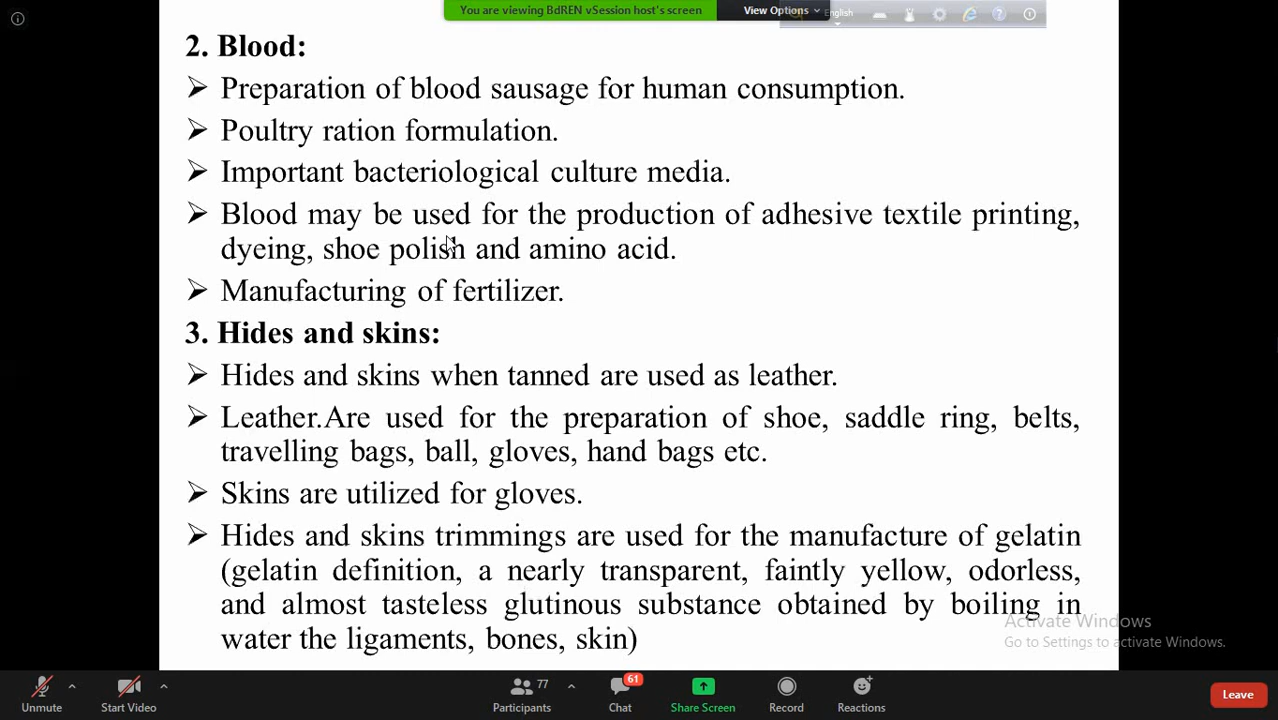 You are viewing BdREN vSession host's screen
View Options
English
2. Blood:
➢ Preparation of blood sausage for human consumption.
➢ Poultry ration formulation.
➢ Important bacteriological culture media.
➢ Blood may be used for the production of adhesive textile printing,
dyeing, shoe polish and amino acid.
➢ Manufacturing of fertilizer.
3. Hides and skins:
➢ Hides and skins when tanned are used as leather.
➢ Leather.Are used for the preparation of shoe, saddle ring, belts,
travelling bags, ball, gloves, hand bags etc.
➢ Skins are utilized for gloves.
➢ Hides and skins trimmings are used for the manufacture of gelatin
(gelatin definition, a nearly transparent, faintly yellow, odorless,
and almost tasteless glutinous substance obtained by boiling in
water the ligaments, bones, skin)
Activate Windows
Go to Settings to activate Windows.
77
61
Unmute
Start Video
Participants
Chat
Share Screen
Record
Reactions
Leave